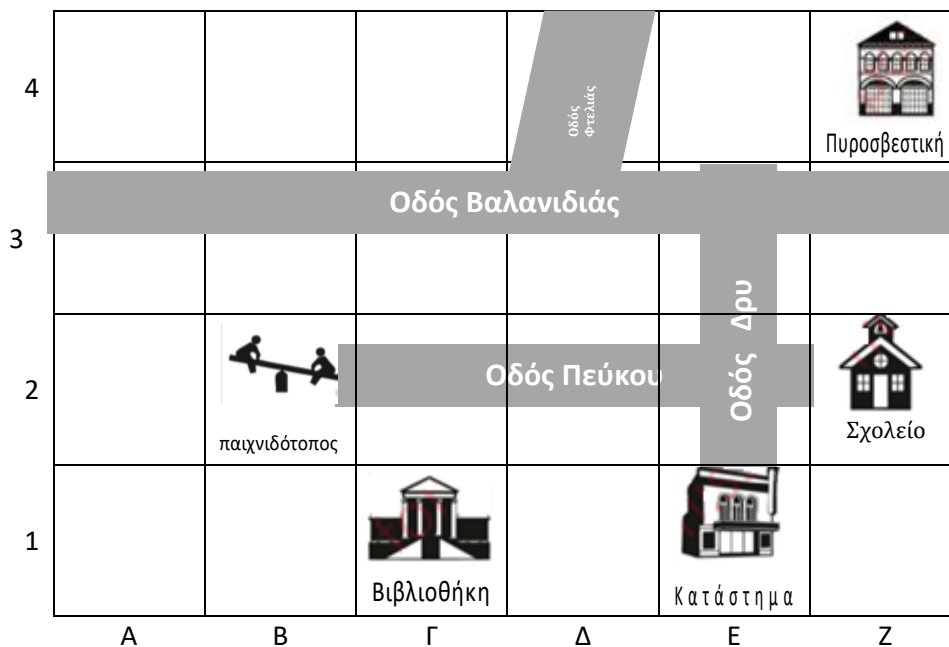 4
Οδός
Φτελιάς
Πυροσβεστική
Οδός Βαλανιδιάς
3
Οδός Δρυ
2
Οδός Πεύκου
παιχνιδότοπος
Σχολείο
1
Βιβλιοθήκη
Κατάστημα
Α Β Γ Δ Ε Ζ